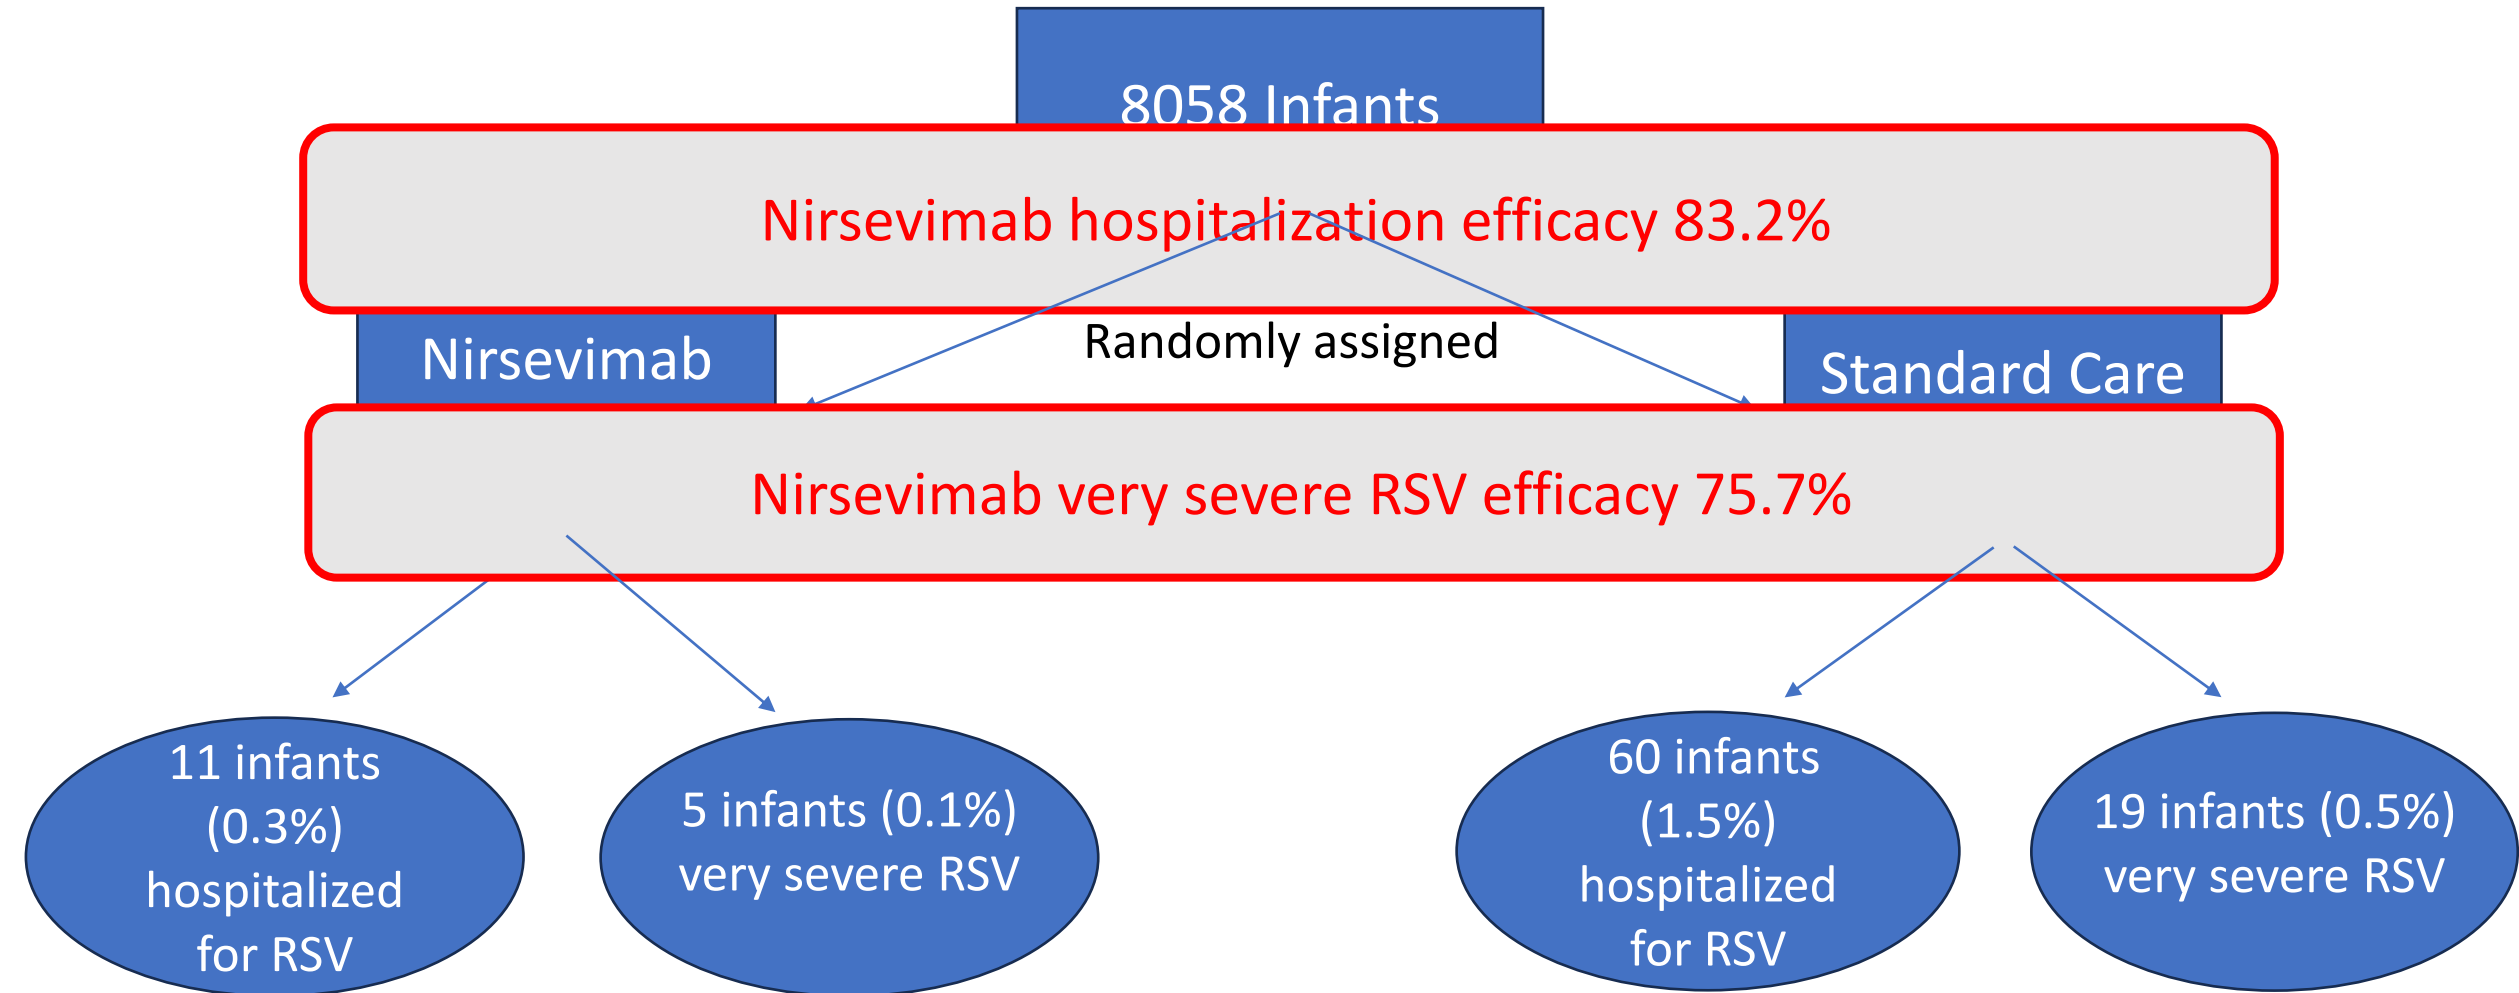 8058 Infants
Nirsevimab hospitalization efficacy 83.2%
Randomly assigned
Nirsevimab
Standard Care
Nirsevimab very severe RSV efficacy 75.7%
11 infants
(0.3%)
hospitalized
for RSV
5 infants (0.1%)
very severe RSV
60 infants
(1.5%)
hospitalized
for RSV
19 infants (0.5%)
very severe RSV